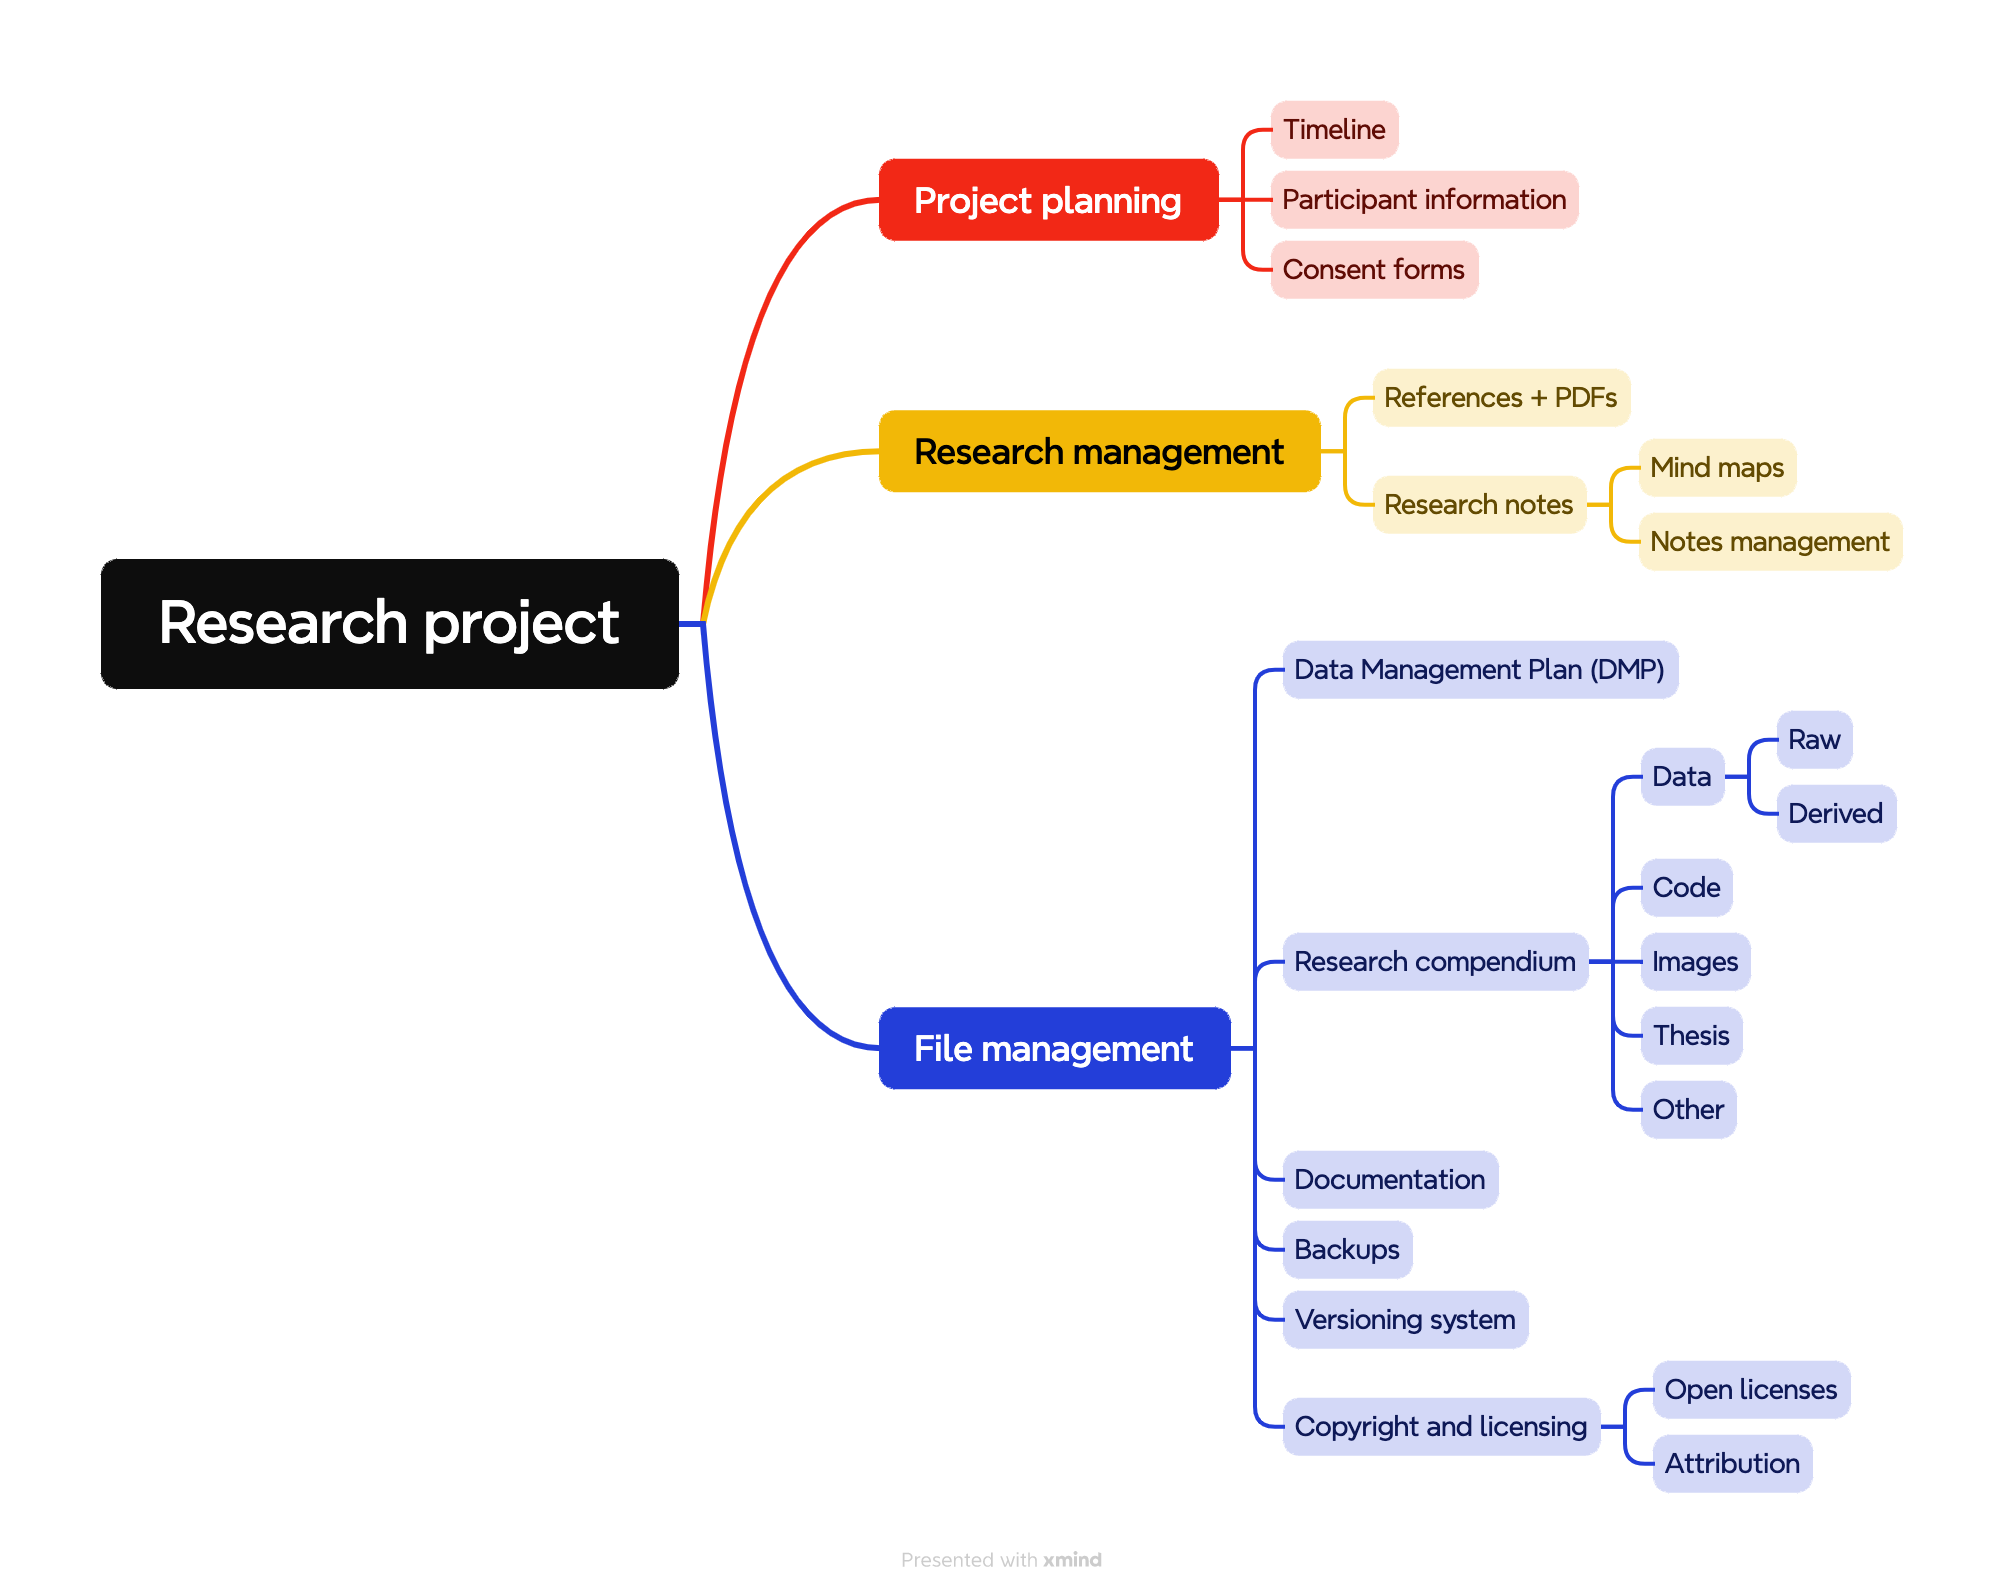 Research project
Project planning
Timeline
Participant information
Consent forms
Research management
References + PDFs
Research notes
Mind maps
Notes management
File management
Data Management Plan (DMP)
Research compendium
Data
Raw
Derived
Code
Images
Thesis
Other
Documentation
Backups
Versioning system
Copyright and licensing
Open licenses
Attribution
Presented with xmind